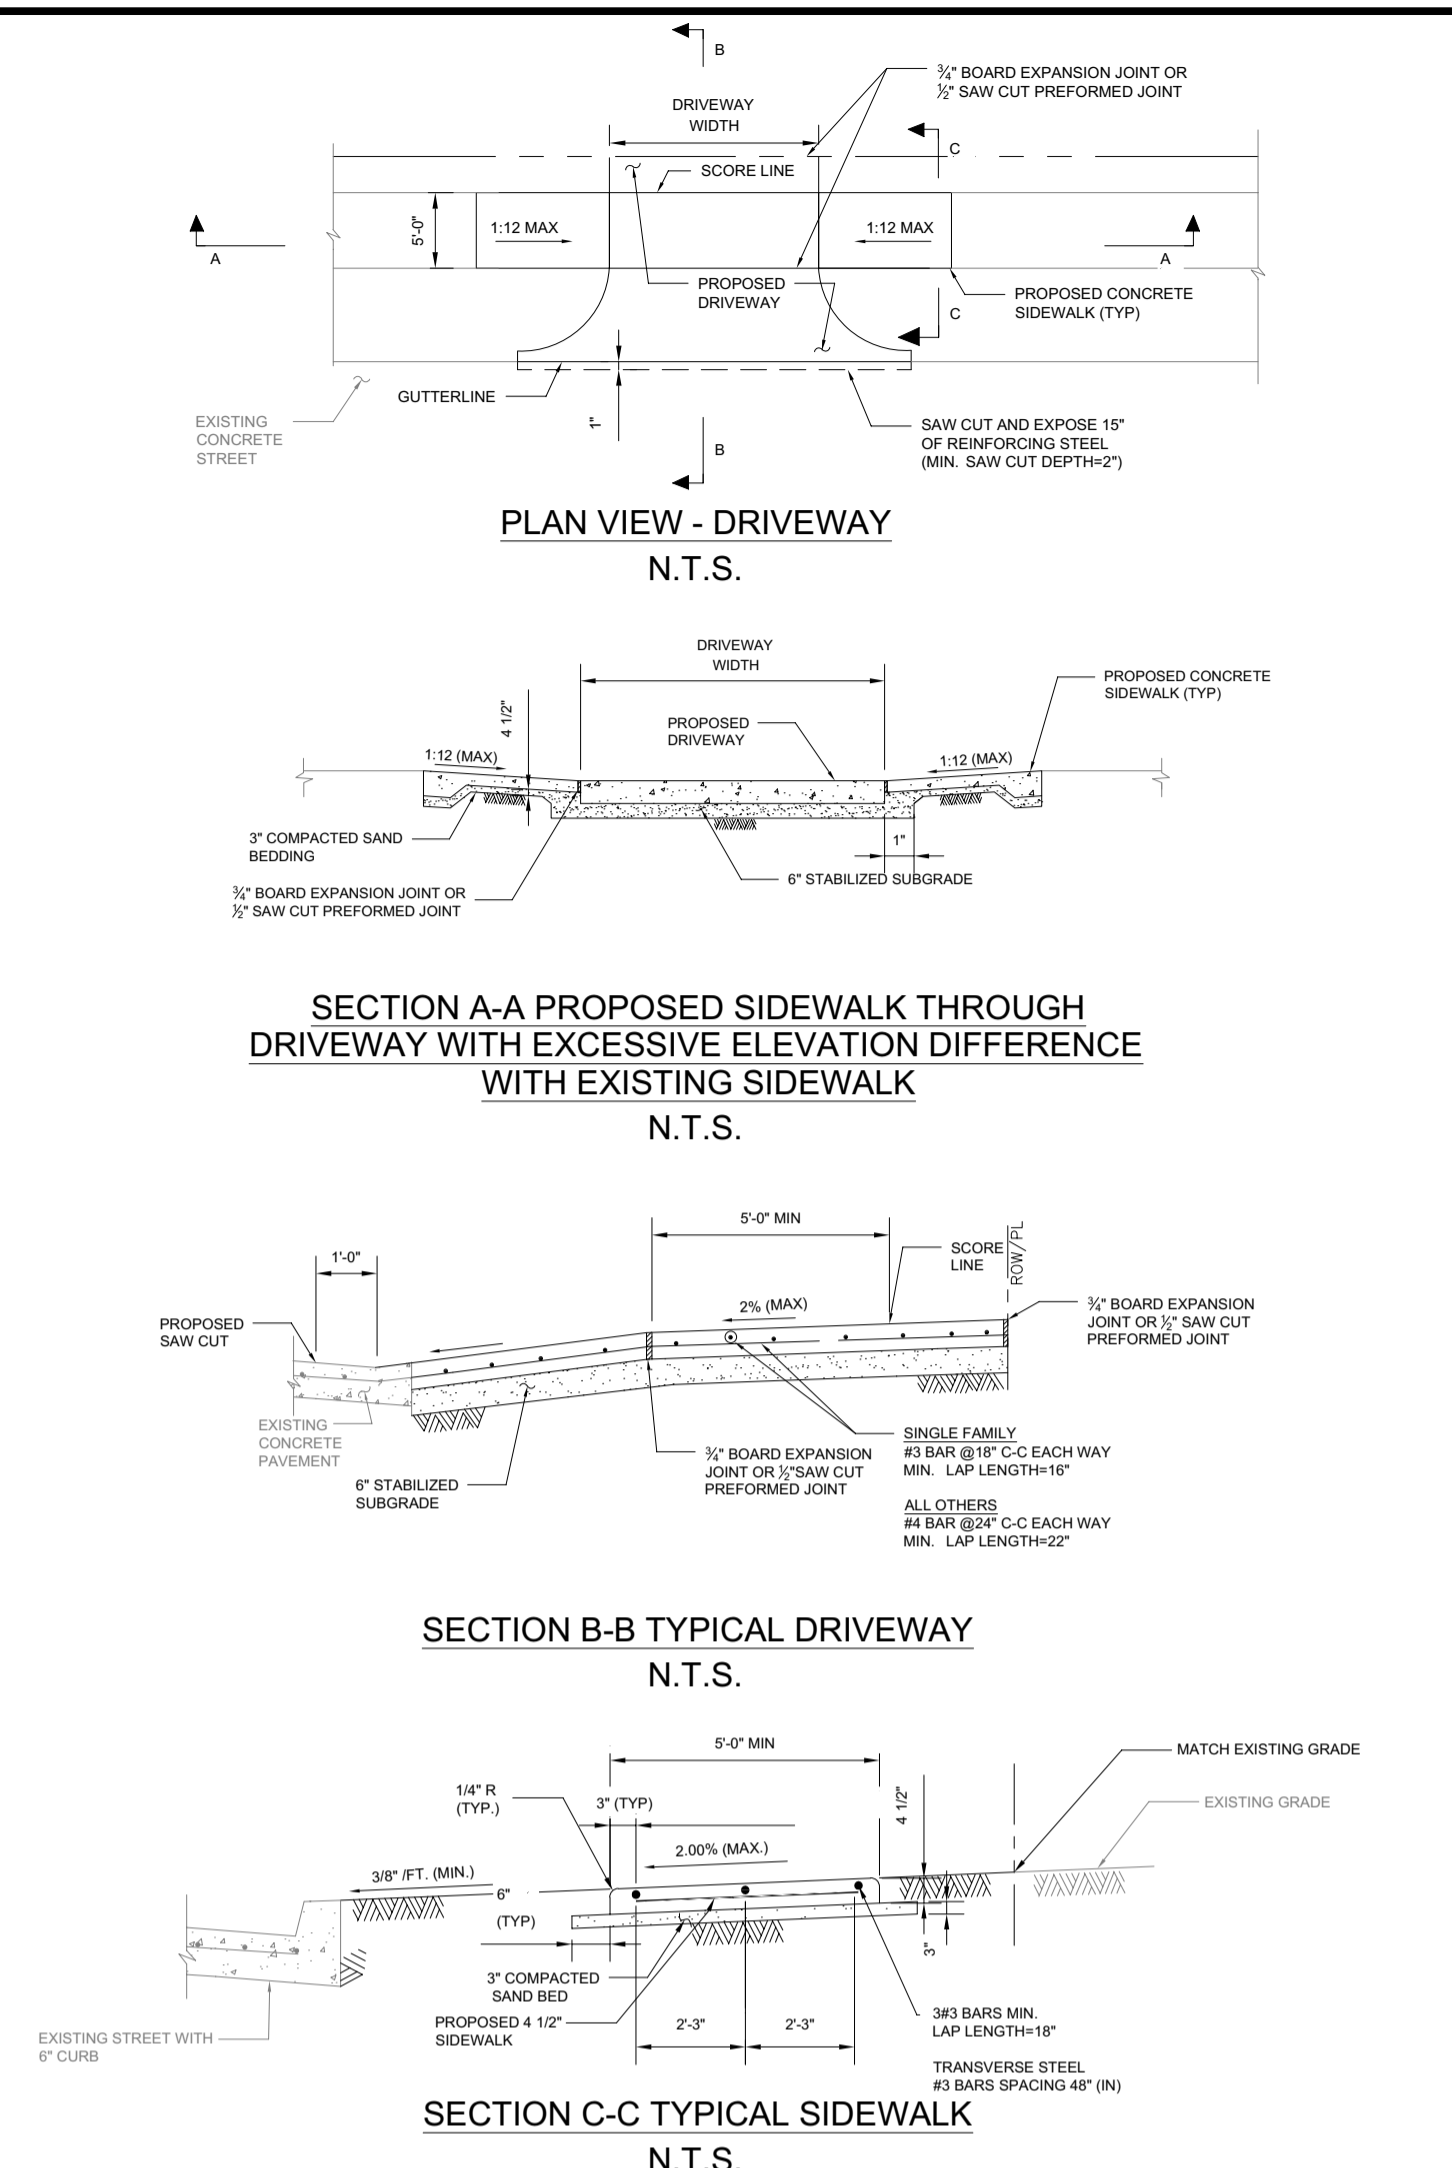 B
¾" BOARD EXPANSION JOINT OR
½" SAW CUT PREFORMED JOINT
DRIVEWAY
WIDTH
C
SCORE LINE
5'-0"
1:12 MAX
1:12 MAX
A
A
PROPOSED
DRIVEWAY
PROPOSED CONCRETE
SIDEWALK (TYP)
C
GUTTERLINE
1"
EXISTING
CONCRETE
STREET
SAW CUT AND EXPOSE 15"
OF REINFORCING STEEL
(MIN. SAW CUT DEPTH=2")
B
PLAN VIEW - DRIVEWAY
N.T.S.
DRIVEWAY
WIDTH
PROPOSED CONCRETE
SIDEWALK (TYP)
4 1/2"
PROPOSED
DRIVEWAY
1:12 (MAX)
1:12 (MAX)
3" COMPACTED SAND
BEDDING
1"
6" STABILIZED SUBGRADE
¾" BOARD EXPANSION JOINT OR
½" SAW CUT PREFORMED JOINT
SECTION A-A PROPOSED SIDEWALK THROUGH
DRIVEWAY WITH EXCESSIVE ELEVATION DIFFERENCE
WITH EXISTING SIDEWALK
N.T.S.
5'-0" MIN
1'-0"
SCORE
LINE
ROW/PL
PROPOSED
SAW CUT
2% (MAX)
¾" BOARD EXPANSION
JOINT OR ½" SAW CUT
PREFORMED JOINT
EXISTING
CONCRETE
PAVEMENT
6" STABILIZED
SUBGRADE
¾" BOARD EXPANSION
JOINT OR ½"SAW CUT
PREFORMED JOINT
SINGLE FAMILY
#3 BAR @18" C-C EACH WAY
MIN. LAP LENGTH=16"
ALL OTHERS
#4 BAR @24" C-C EACH WAY
MIN. LAP LENGTH=22"
SECTION B-B TYPICAL DRIVEWAY
N.T.S.
5'-0" MIN
MATCH EXISTING GRADE
1/4" R
(TYP.)
3" (TYP)
4 1/2"
EXISTING GRADE
2.00% (MAX.)
3/8" /FT. (MIN.)
6"
(TYP)
3"
3" COMPACTED
SAND BED
PROPOSED 4 1/2"
SIDEWALK
2'-3"
2'-3"
3#3 BARS MIN.
LAP LENGTH=18"
EXISTING STREET WITH
6" CURB
TRANSVERSE STEEL
#3 BARS SPACING 48" (IN)
SECTION C-C TYPICAL SIDEWALK
N.T.S.